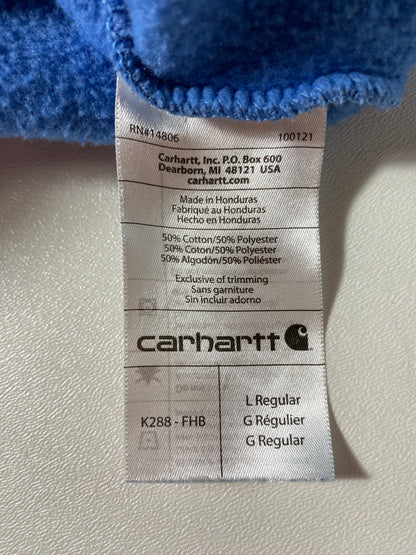 RN#14806 100121
Carhartt, Inc. P.O. Box 600
Dearborn, MI 48121 USA
carhartt.com
Made in Honduras
Fabriqué au Honduras
Hecho en Honduras
50% Cotton/50% Polyester
50% Coton/50% Polyester
50% Algodón/50% Poliéster
Exclusive of trimming
Sans garniture
Sin incluir adorno
carhartt
K288 - FHB
L Regular
G Régulier
G Regular